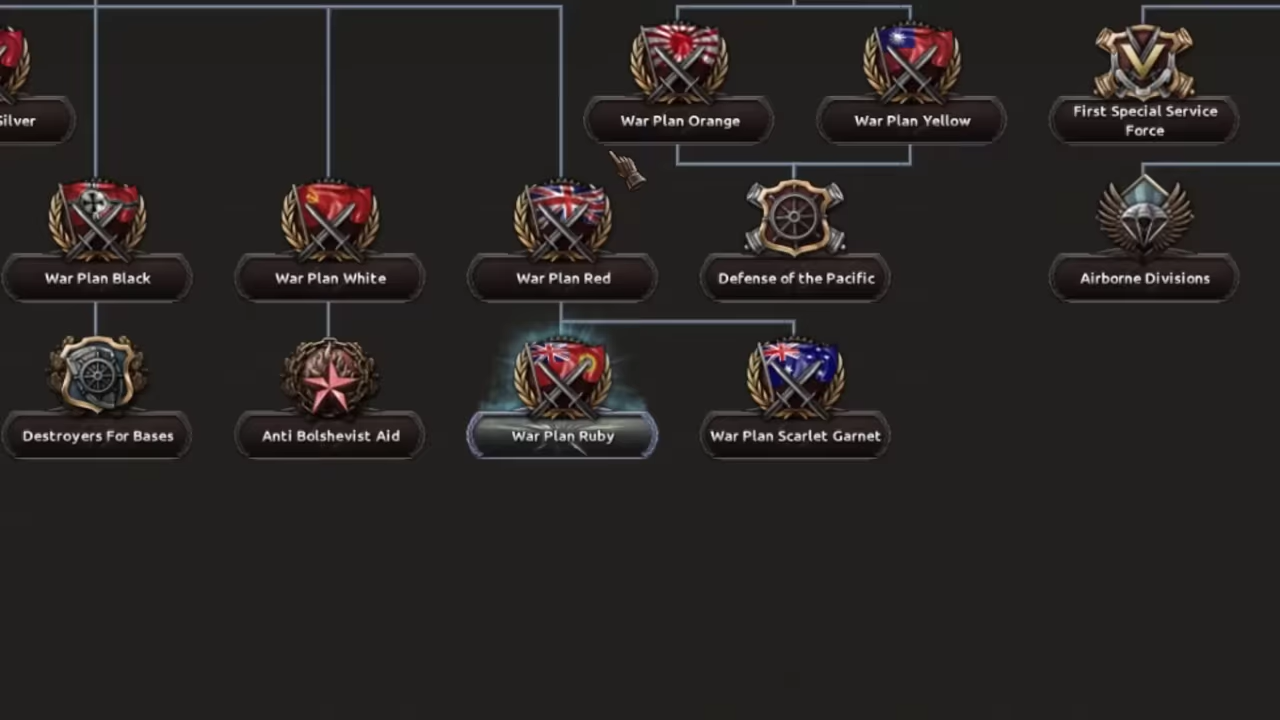 Silver
War Plan Orange
War Plan Yellow
First Special Service
Force
War Plan Black
War Plan White
War Plan Red
Defense of the Pacific
Airborne Divisions
Destroyers For Bases
Anti Bolshevist Aid
War Plan Ruby
War Plan Scarlet Garnet